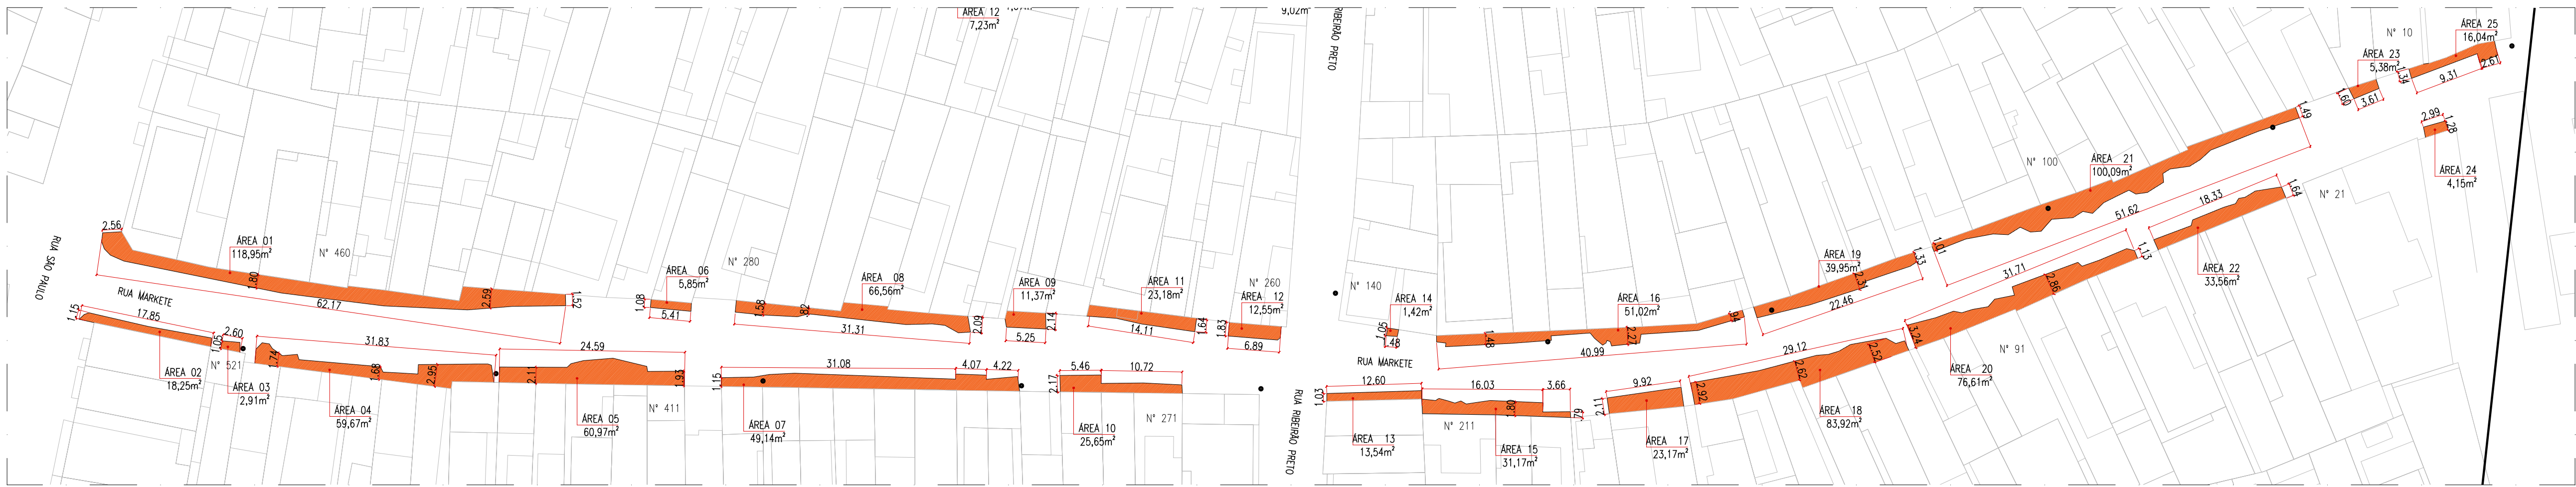 ÁREA 12
7,23m²
9,02m²
RIBEIRÃO PRETO
N° 10
ÁREA 25
16,04m²
ÁREA 23
5,38m²
1.34
9.31
2.61
1.60
3.61
1.49
2.99
1.28
ÁREA 24
4,15m²
N° 100
ÁREA 21
100,09m²
51.62
18.33
1.64
N° 21
ÁREA 22
33,56m²
2.56
ÁREA 01
118,95m²
N° 460
1.80
62.17
2.59
1.52
RUA SÃO PAULO
RUA MARKETE
ÁREA 06
5,85m²
1.08
5.41
N° 280
1.58
.82
ÁREA 08
66,56m²
31.31
2.09
ÁREA 09
11,37m²
5.25
2.14
ÁREA 11
23,18m²
14.11
1.64
N° 260
ÁREA 12
12,55m²
1.83
6.89
N° 140
ÁREA 14
1,42m²
1.05
1.48
ÁREA 16
51,02m²
1.48
2.27
.94
40.99
ÁREA 19
39,95m²
2.31
1.33
22.46
1.01
31.71
2.86
1.13
RUA MARKETE
1.15
17.85
2.60
1.05
N° 521
ÁREA 02
18,25m²
ÁREA 03
2,91m²
31.83
1.74
1.68
2.95
ÁREA 04
59,67m²
24.59
2.11
1.93
ÁREA 05
60,97m²
N° 411
1.15
31.08
4.07
4.22
ÁREA 07
49,14m²
2.17
5.46
10.72
ÁREA 10
25,65m²
N° 271
RUA RIBEIRÃO PRETO
1.03
12.60
ÁREA 13
13,54m²
16.03
3.66
1.80
.79
N° 211
ÁREA 15
31,17m²
9.92
ÁREA 17
23,17m²
29.12
2.92
2.62
2.52
ÁREA 18
83,92m²
3.24
ÁREA 20
76,61m²
N° 91